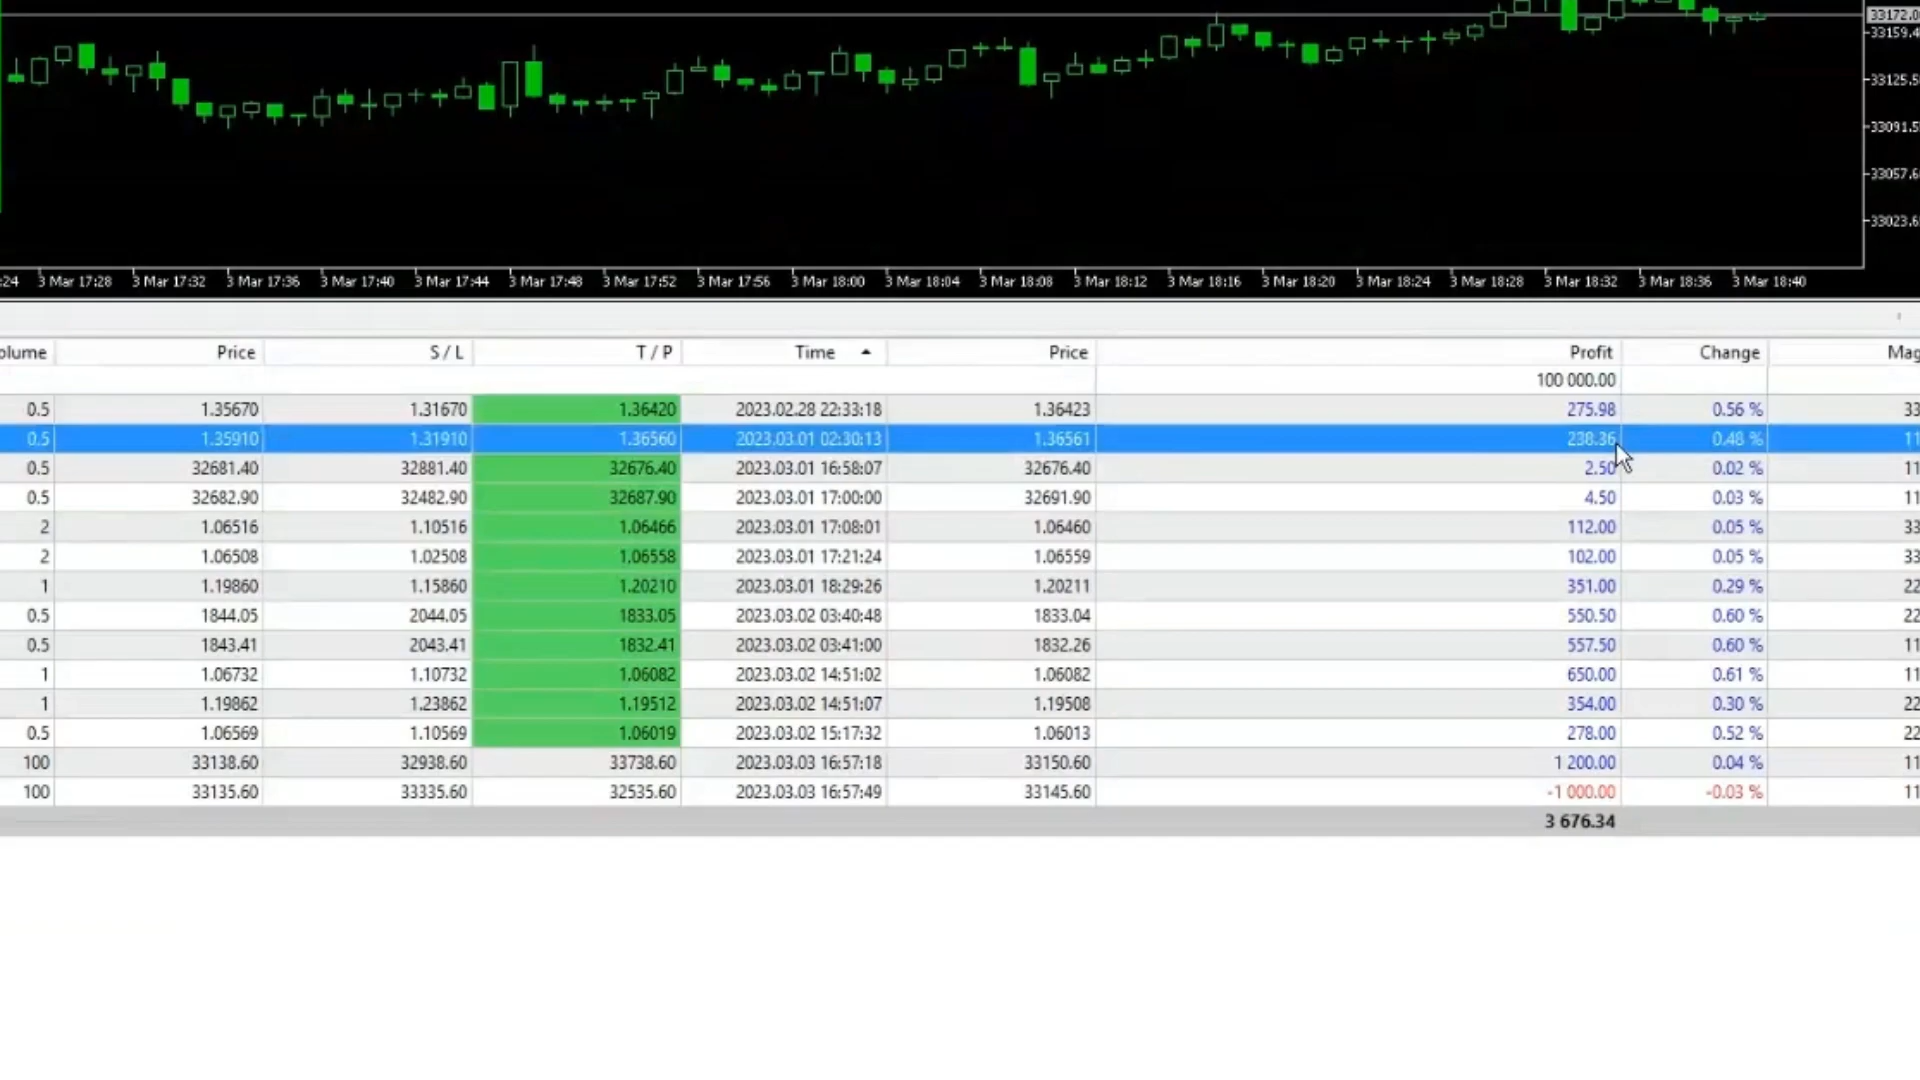 33172.0
33159.4
33125.5
33091.5
33057.6
33023.6
:24 3 Mar 17:28 3 Mar 17:32 3 Mar 17:36 3 Mar 17:40 3 Mar 17:44 3 Mar 17:48 3 Mar 17:52 3 Mar 17:56 3 Mar 18:00 3 Mar 18:04 3 Mar 18:08 3 Mar 18:12 3 Mar 18:16 3 Mar 18:20 3 Mar 18:24 3 Mar 18:28 3 Mar 18:32 3 Mar 18:36 3 Mar 18:40
olume Price S / L T / P Time Price Profit Change Mag
100 000.00
0.5 1.35670 1.31670 1.36420 2023.02.28 22:33:18 1.36423 275.98 0.56 % 33
0.5 1.35910 1.31910 1.36560 2023.03.01 02:30:13 1.36561 238.36 0.48 % 11
0.5 32681.40 32881.40 32676.40 2023.03.01 16:58:07 32676.40 2.50 0.02 % 11
0.5 32682.90 32482.90 32687.90 2023.03.01 17:00:00 32691.90 4.50 0.03 % 11
2 1.06516 1.10516 1.06466 2023.03.01 17:08:01 1.06460 112.00 0.05 % 33
2 1.06508 1.02508 1.06558 2023.03.01 17:21:24 1.06559 102.00 0.05 % 33
1 1.19860 1.15860 1.20210 2023.03.01 18:29:26 1.20211 351.00 0.29 % 22
0.5 1844.05 2044.05 1833.05 2023.03.02 03:40:48 1833.04 550.50 0.60 % 22
0.5 1843.41 2043.41 1832.41 2023.03.02 03:41:00 1832.26 557.50 0.60 % 11
1 1.06732 1.10732 1.06082 2023.03.02 14:51:02 1.06082 650.00 0.61 % 11
1 1.19862 1.23862 1.19512 2023.03.02 14:51:07 1.19508 354.00 0.30 % 22
0.5 1.06569 1.10569 1.06019 2023.03.02 15:17:32 1.06013 278.00 0.52 % 22
100 33138.60 32938.60 33738.60 2023.03.03 16:57:18 33150.60 1 200.00 0.04 % 11
100 33135.60 33335.60 32535.60 2023.03.03 16:57:49 33145.60 -1 000.00 -0.03 % 11
3 676.34